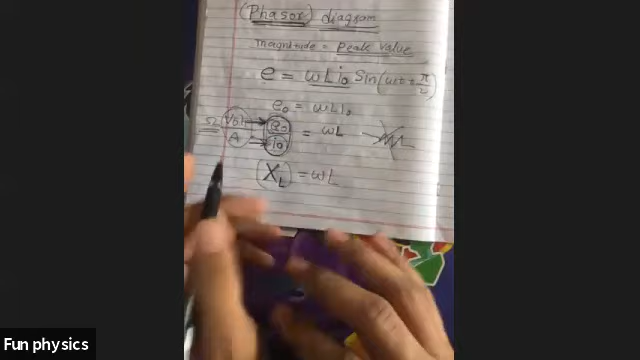 (Phasor) diagram
magnitude = Peak value
e = ωLi₀ Sin(ωt + π/2)
e₀ = ωLi₀
Ω Volt → e₀ = ωL
A → i₀
(X_L) = ωL
Fun physics